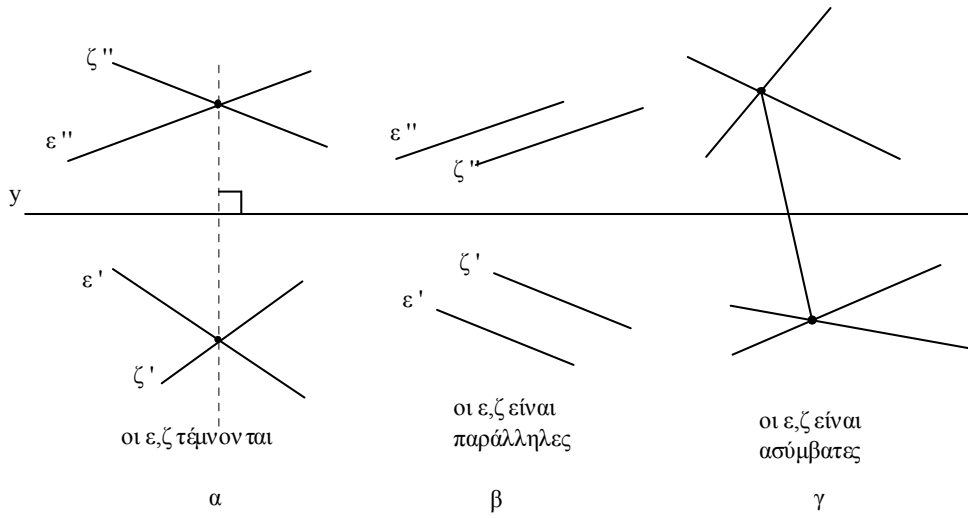 ζ ''
ε ''
y
ε '
ζ '
οι ε,ζ τέμνονται
α
ε ''
ζ ''
ζ '
ε '
οι ε,ζ είναι
παράλληλες
β
οι ε,ζ είναι
ασύμβατες
γ